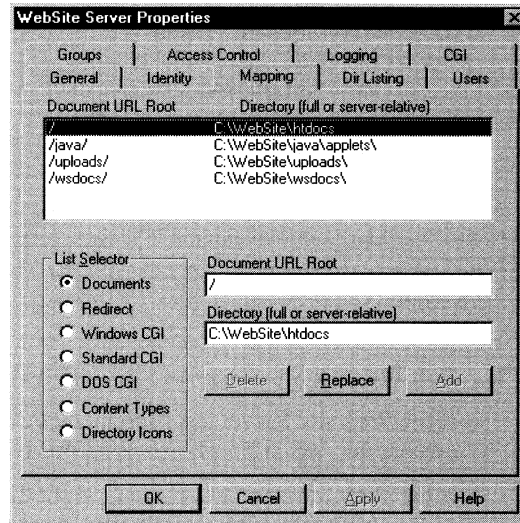 WebSite Server Properties
Groups Access Control Logging CGI
General Identity Mapping Dir Listing Users
Document URL Root Directory (full or server-relative)
/ C:\WebSite\htdocs
/java/ C:\WebSite\java\applets\
/uploads/ C:\WebSite\uploads\
/wsdocs/ C:\WebSite\wsdocs\
List Selector
Documents
Redirect
Windows CGI
Standard CGI
DOS CGI
Content Types
Directory Icons
Document URL Root
/
Directory (full or server-relative)
C:\WebSite\htdocs
Delete Replace Add
OK Cancel Apply Help